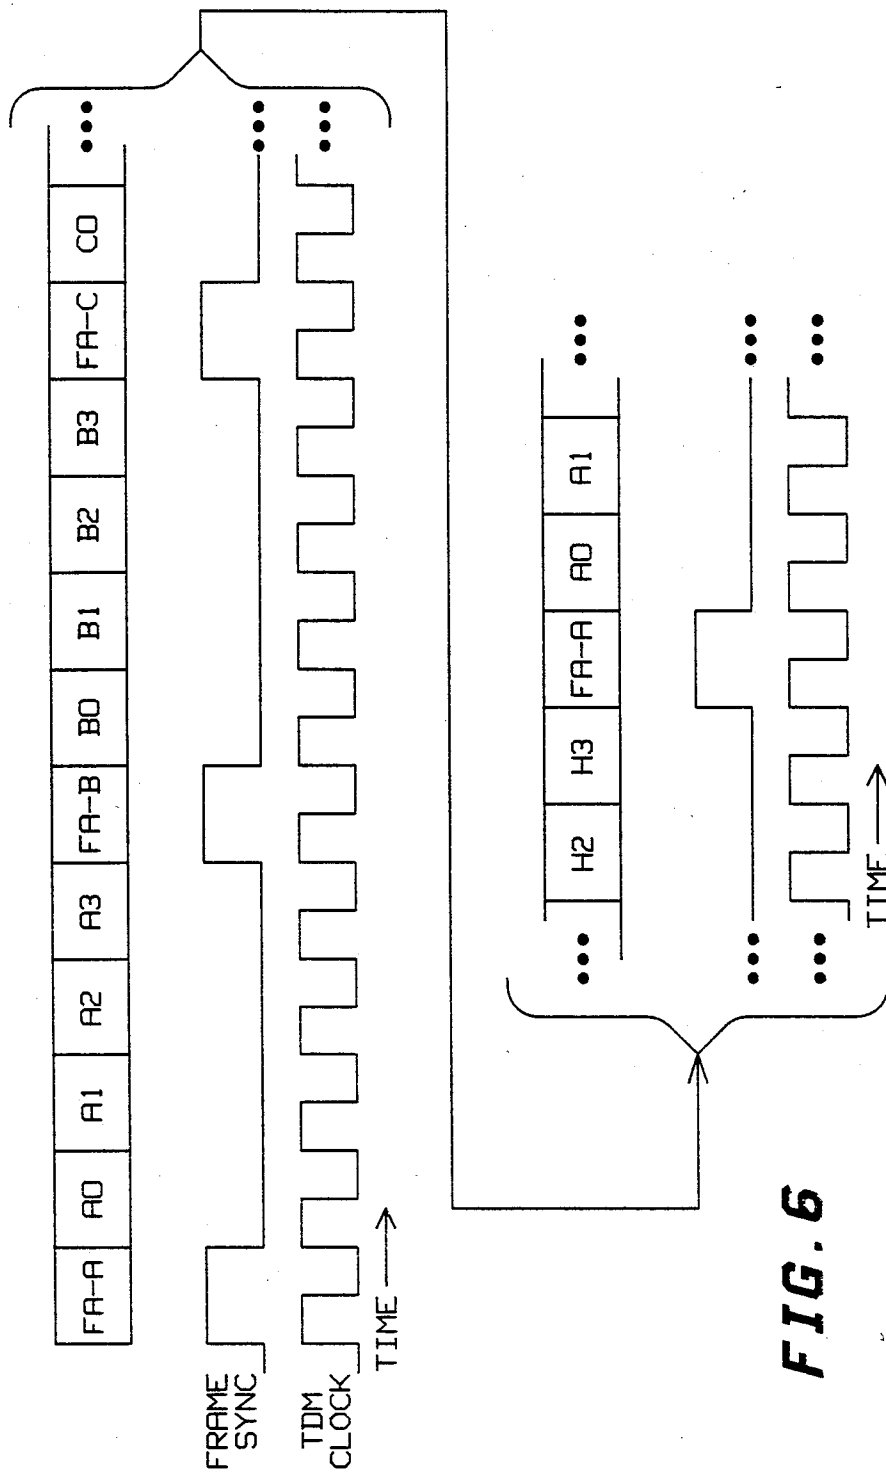 FA-A A0 A1 A2 A3 FA-B B0 B1 B2 B3 FA-C C0
FRAME
SYNC
TDM
CLOCK
TIME
H2 H3 FA-A A0 A1
TIME
FIG. 6